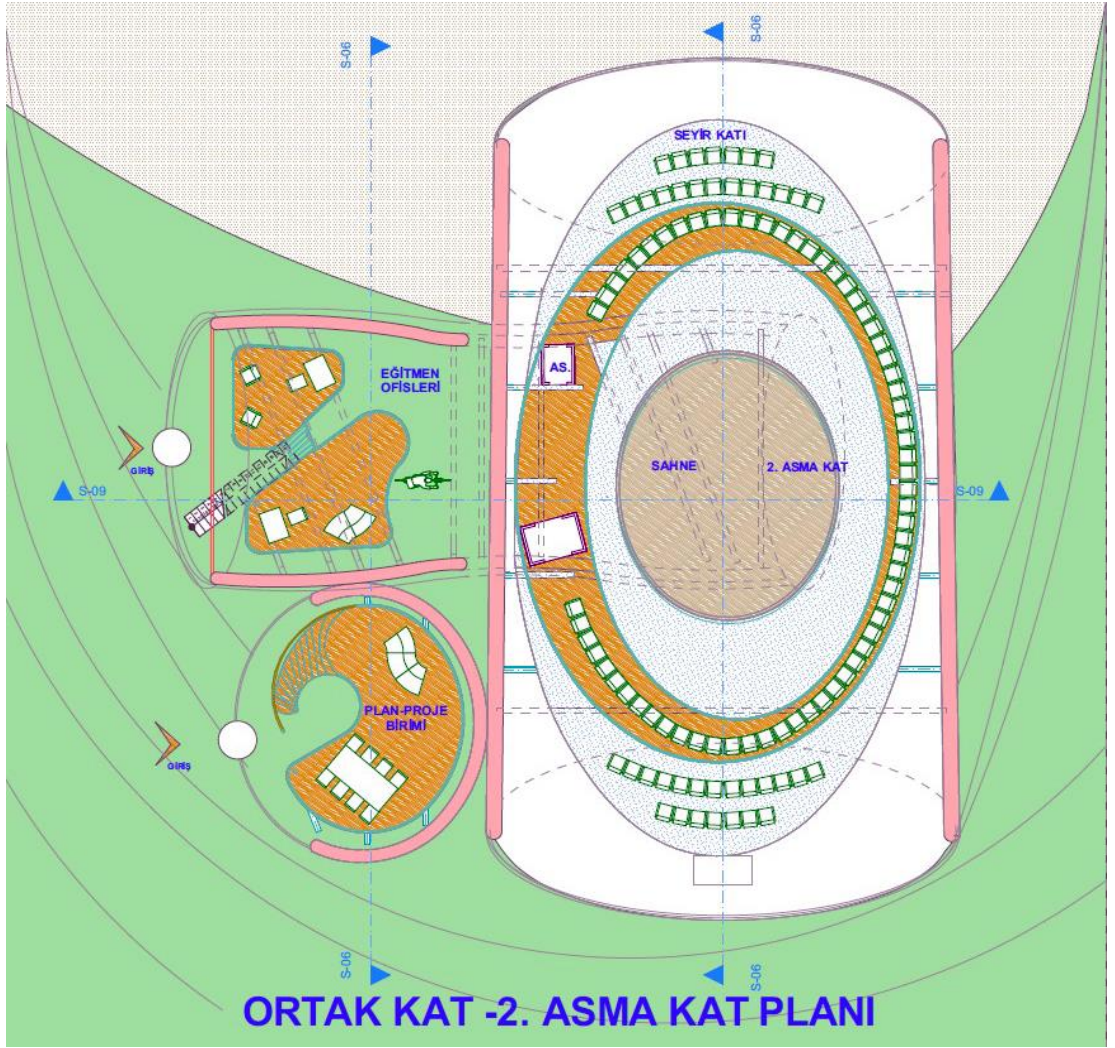 S-06
S-06
SEYİR KATI
EĞİTMEN
OFİSLERİ
AS.
GİRİŞ
SAHNE
2. ASMA KAT
S-09
S-09
PLAN-PROJE
BİRİMİ
GİRİŞ
S-06
S-06
ORTAK KAT -2. ASMA KAT PLANI